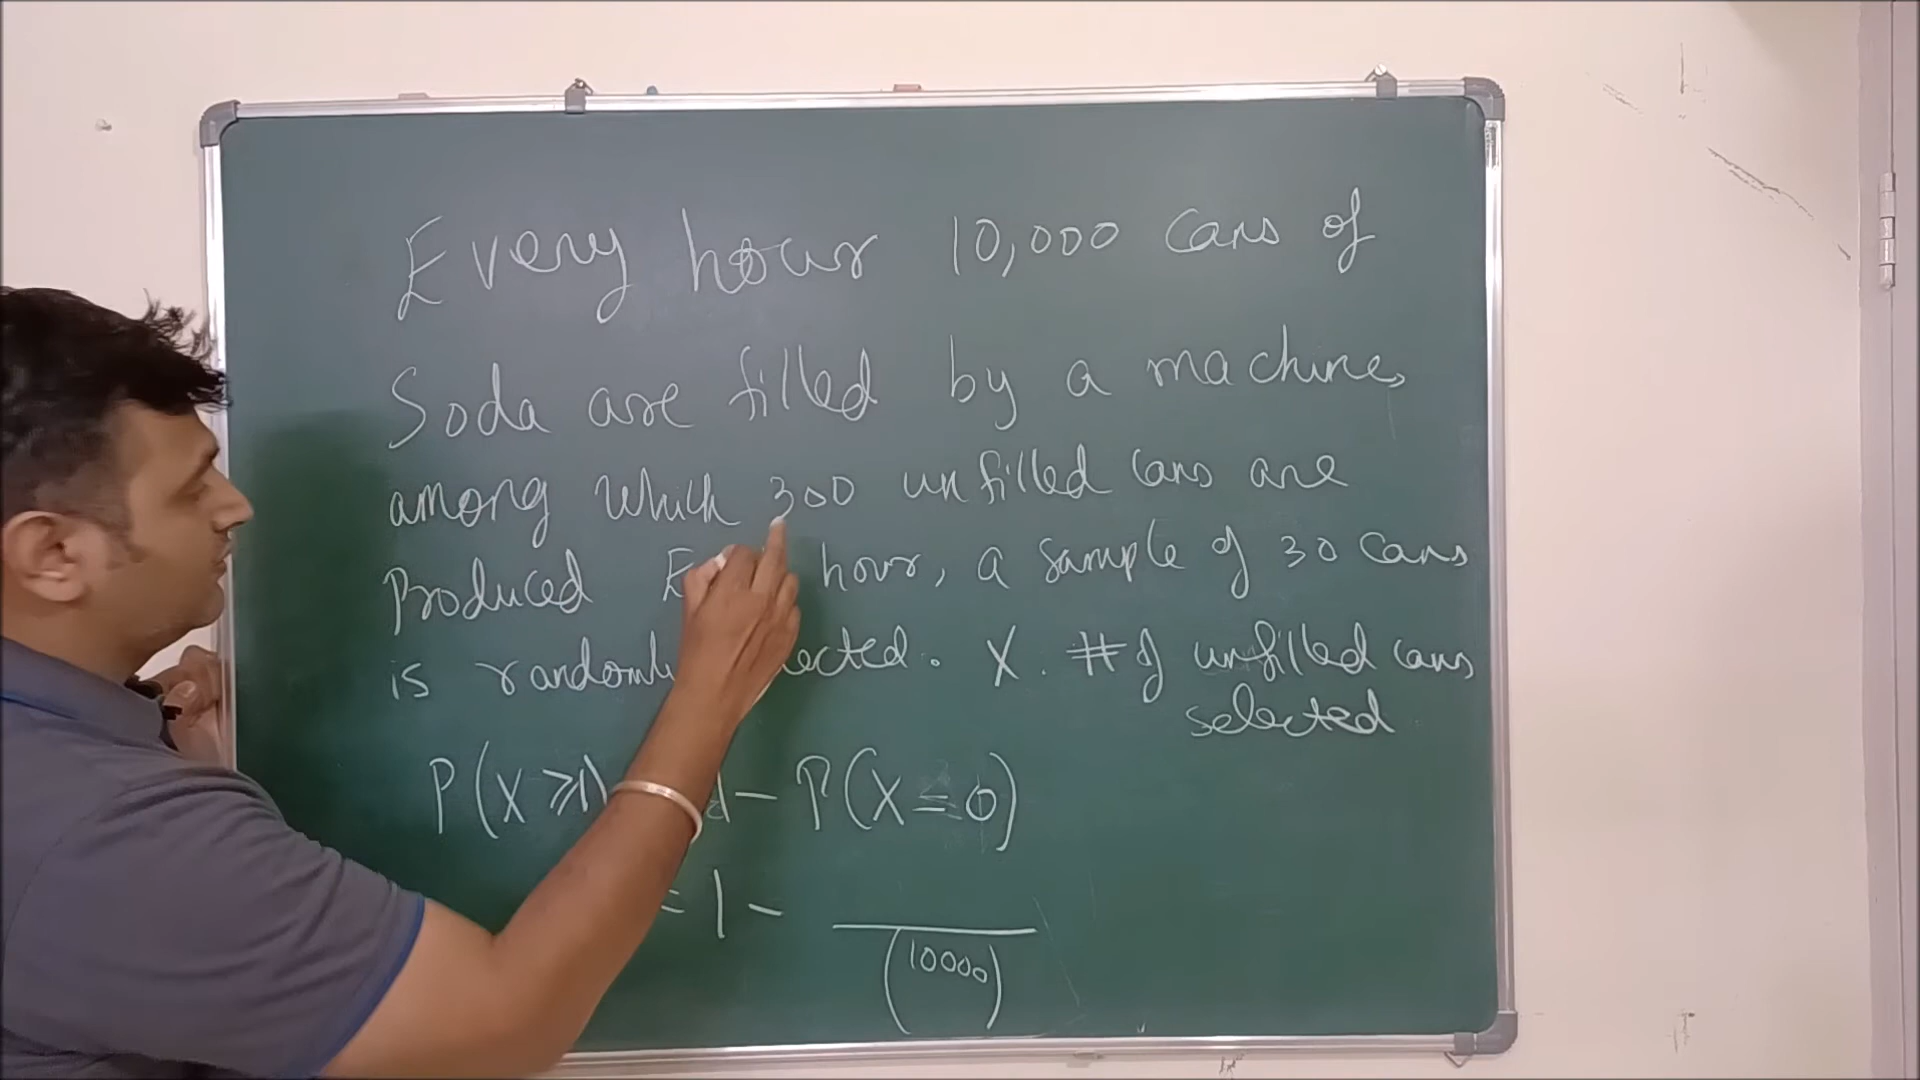 Every hour 10,000 cans of
Soda are filled by a machine,
among which 300 unfilled cans are
Produced hour, a sample of 30 cans
is X. # of unfilled cans
selected
P(X ≥ 1) 1 - P(X = 0)
= 1 -
(10000)